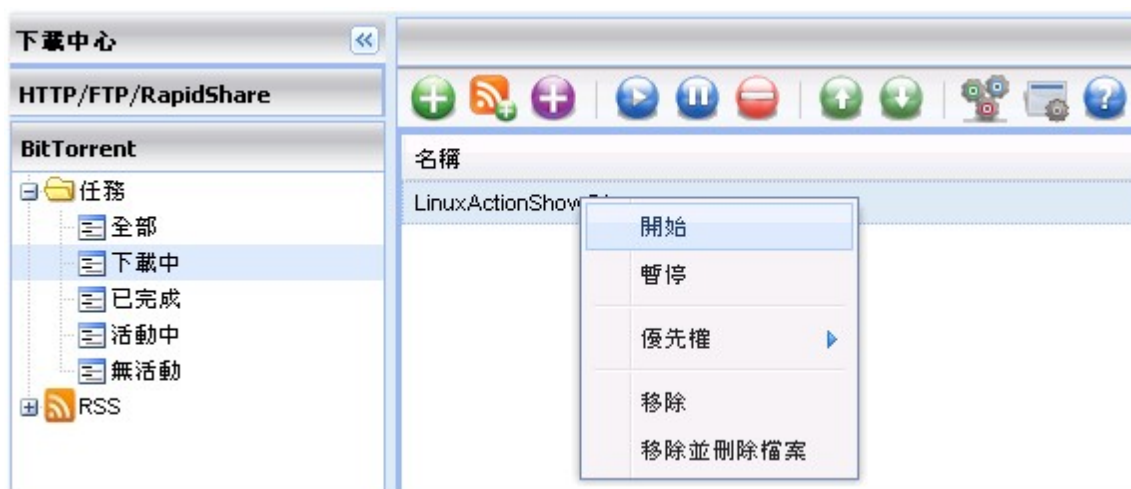 下載中心
HTTP/FTP/RapidShare
BitTorrent
任務
全部
下載中
已完成
活動中
無活動
RSS
名稱
LinuxActionShow
開始
暫停
優先權
移除
移除並刪除檔案